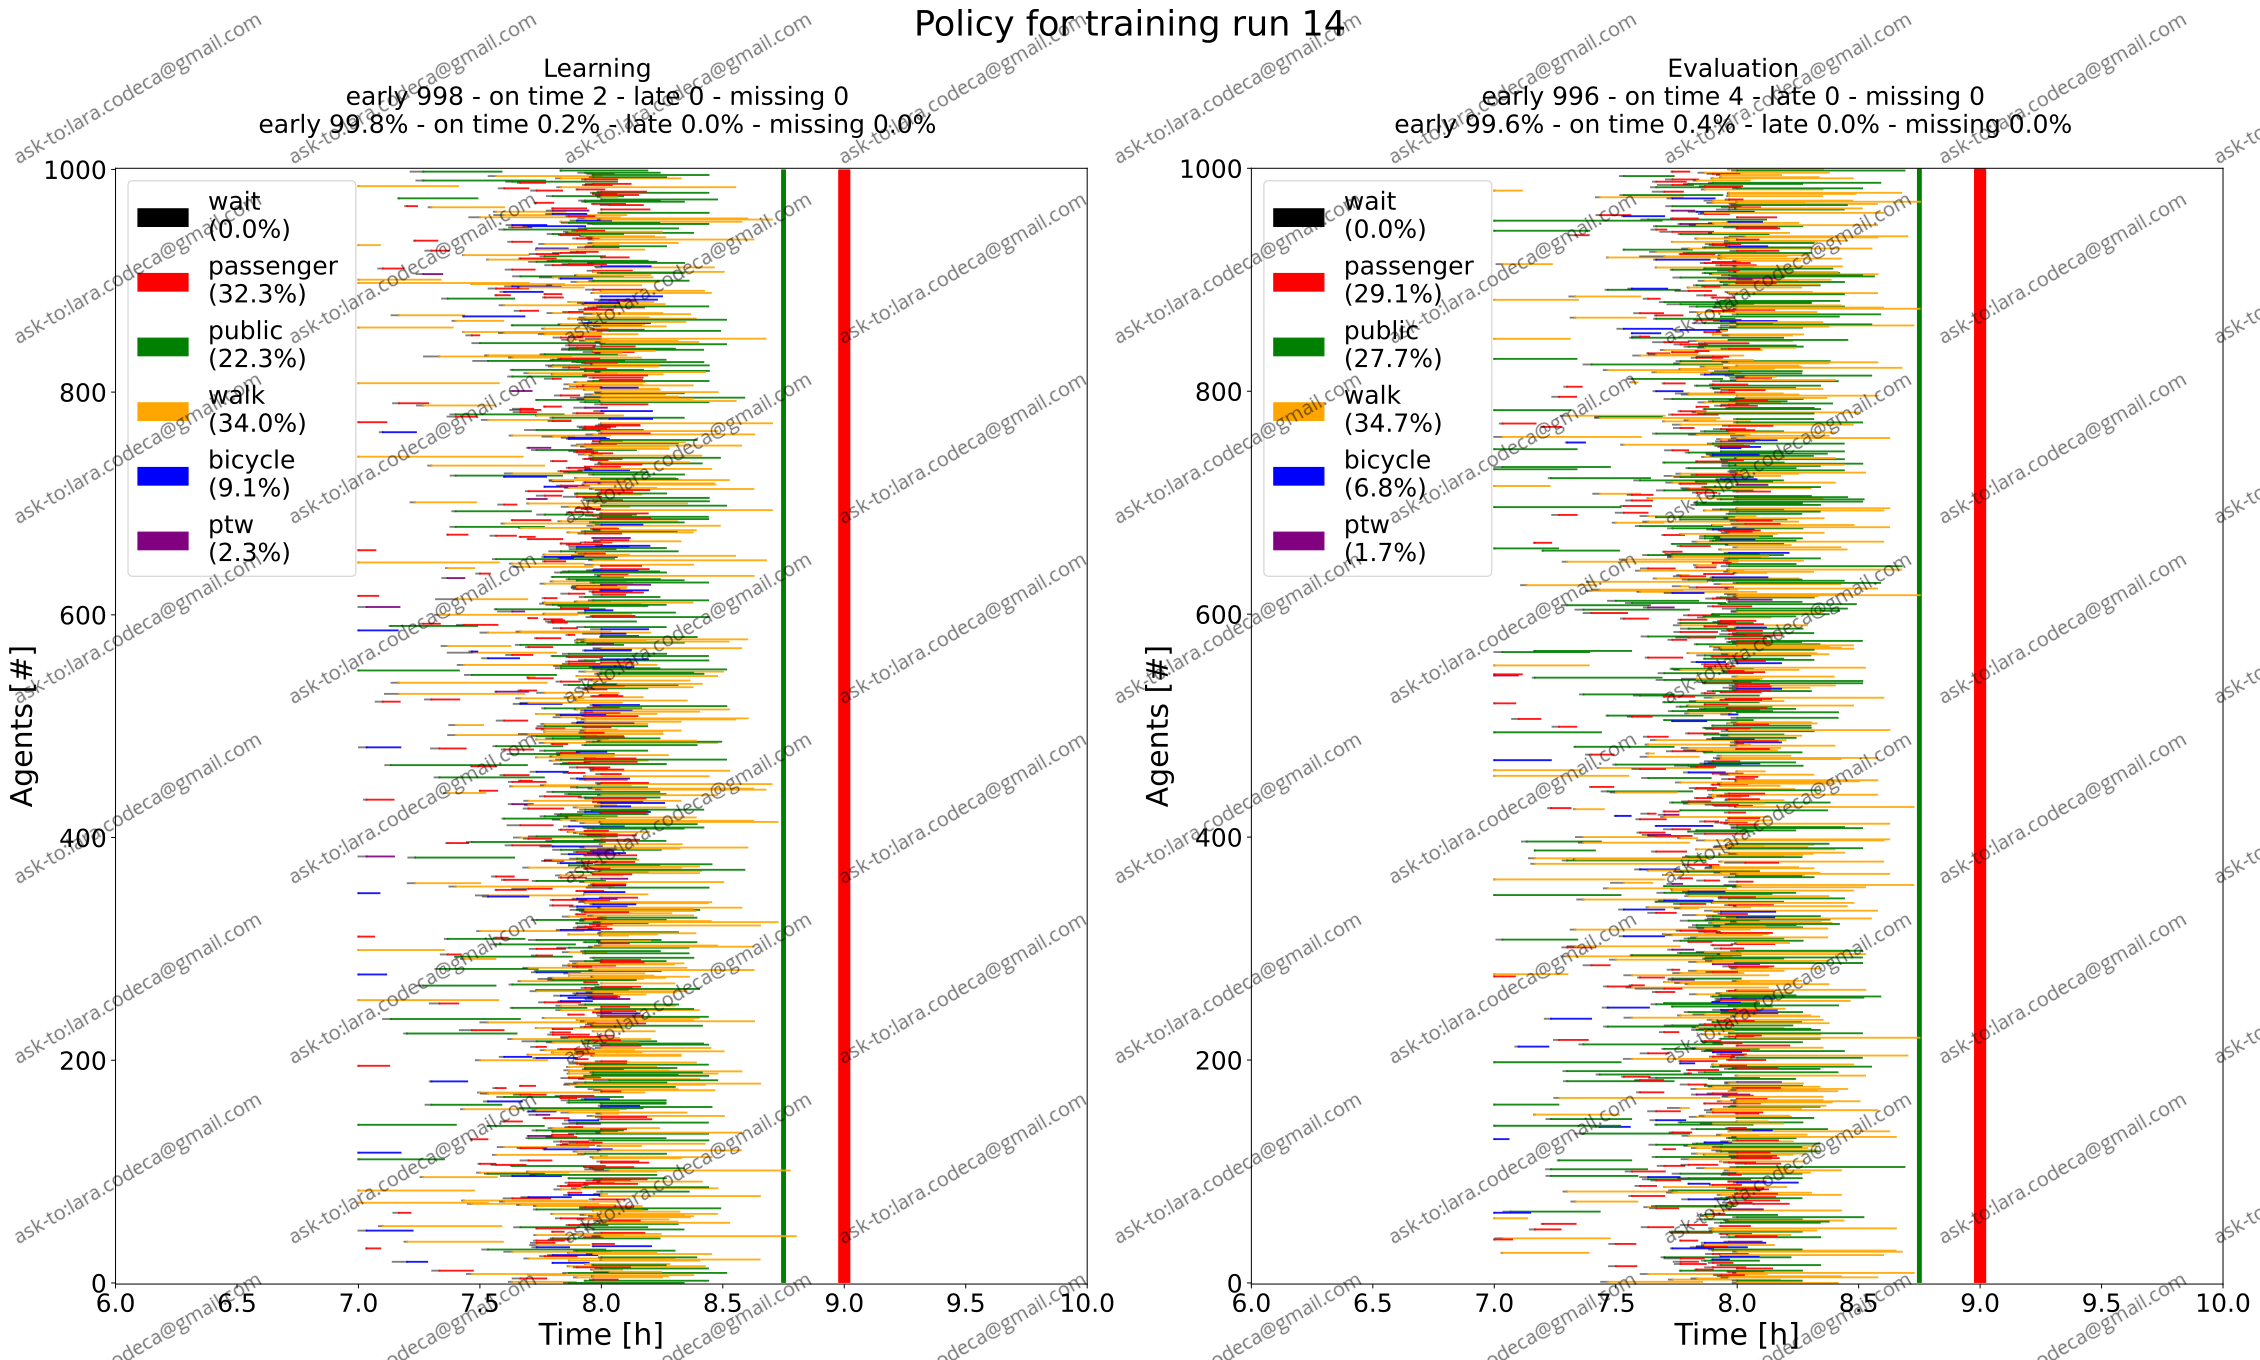 Policy for training run 14
Learning
early 998 - on time 2 - late 0 - missing 0
early 99.8% - on time 0.2% - late 0.0% - missing 0.0%
1000
800
600
400
200
0
Agents [#]
wait
(0.0%)
passenger
(32.3%)
public
(22.3%)
walk
(34.0%)
bicycle
(9.1%)
ptw
(2.3%)
6.0 6.5 7.0 7.5 8.0 8.5 9.0 9.5 10.0
Time [h]
Evaluation
early 996 - on time 4 - late 0 - missing 0
early 99.6% - on time 0.4% - late 0.0% - missing 0.0%
1000
800
600
400
200
0
Agents [#]
wait
(0.0%)
passenger
(29.1%)
public
(27.7%)
walk
(34.7%)
bicycle
(6.8%)
ptw
(1.7%)
6.0 6.5 7.0 7.5 8.0 8.5 9.0 9.5 10.0
Time [h]
ask-to:lara.codeca@gmail.com